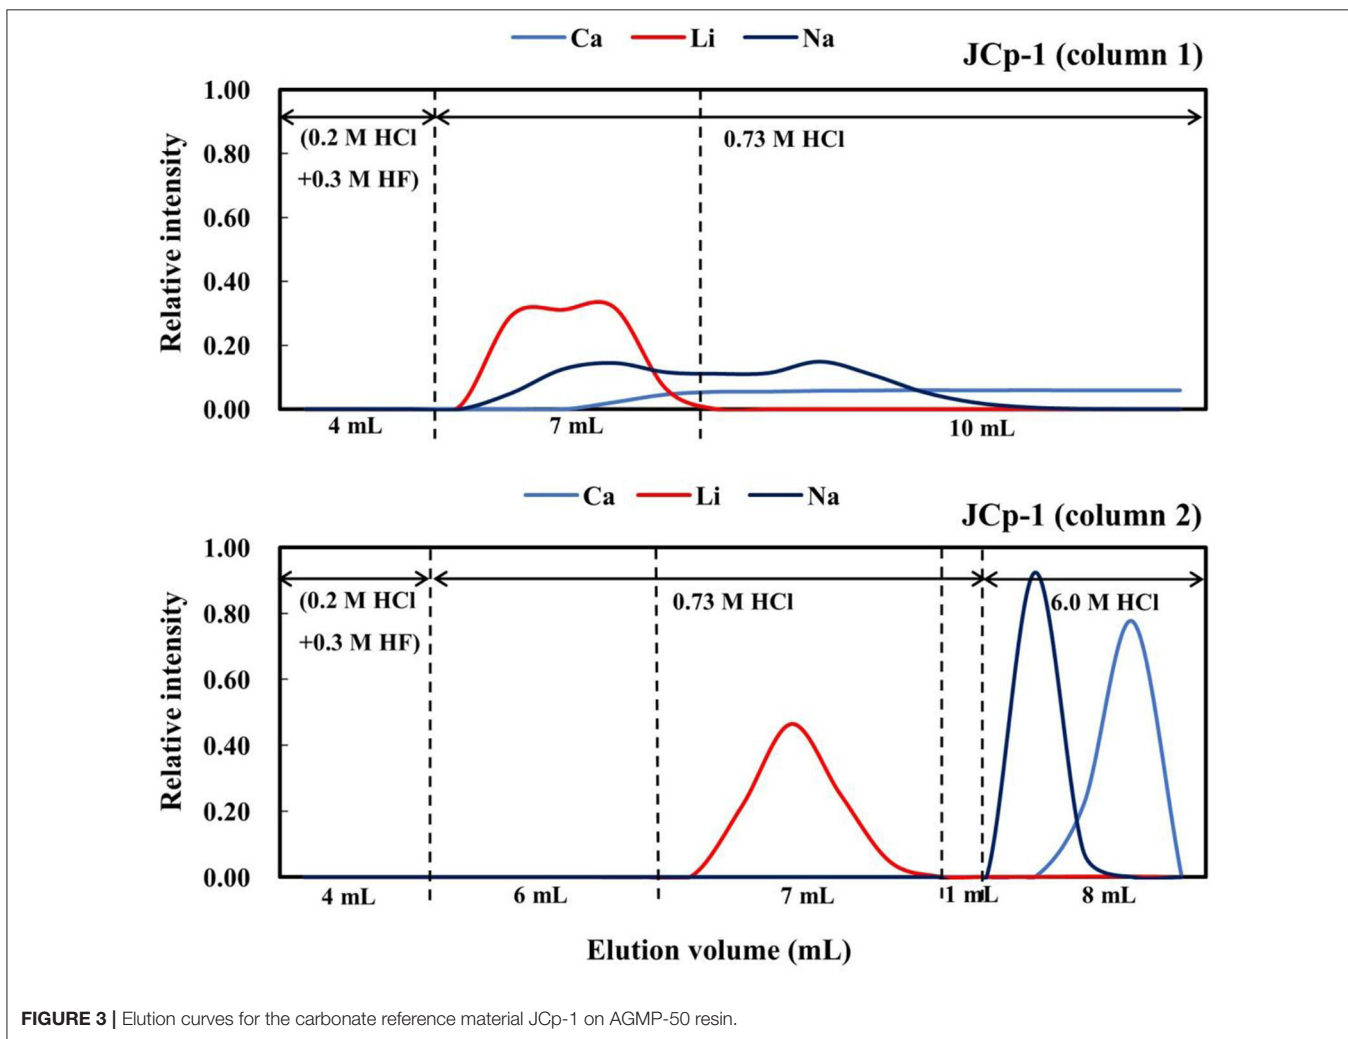 Ca Li Na
JCp-1 (column 1)
1.00
(0.2 M HCl
+0.3 M HF)
0.73 M HCl
0.80
0.60
0.40
0.20
0.00
Relative intensity
4 mL 7 mL 10 mL
Ca Li Na
JCp-1 (column 2)
1.00
(0.2 M HCl
+0.3 M HF)
0.73 M HCl
6.0 M HCl
0.80
0.60
0.40
0.20
0.00
Relative intensity
4 mL 6 mL 7 mL 1 mL 8 mL
Elution volume (mL)
FIGURE 3 | Elution curves for the carbonate reference material JCp-1 on AGMP-50 resin.